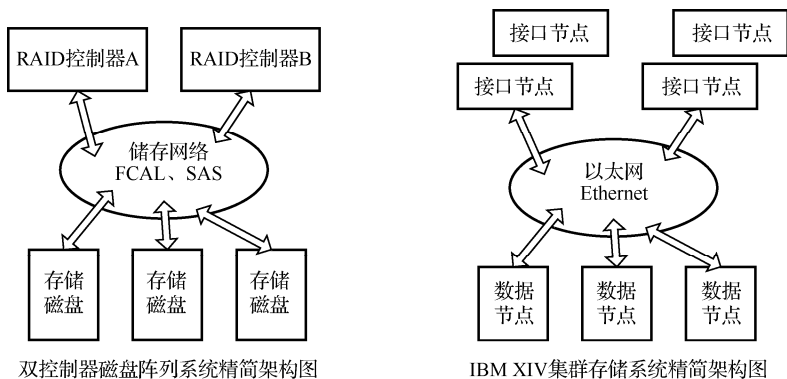 RAID控制器A
RAID控制器B
储存网络
FCAL、SAS
存储
磁盘
存储
磁盘
存储
磁盘
双控制器磁盘阵列系统精简架构图
接口节点
接口节点
接口节点
接口节点
以太网
Ethernet
数据
节点
数据
节点
数据
节点
IBM XIV集群存储系统精简架构图